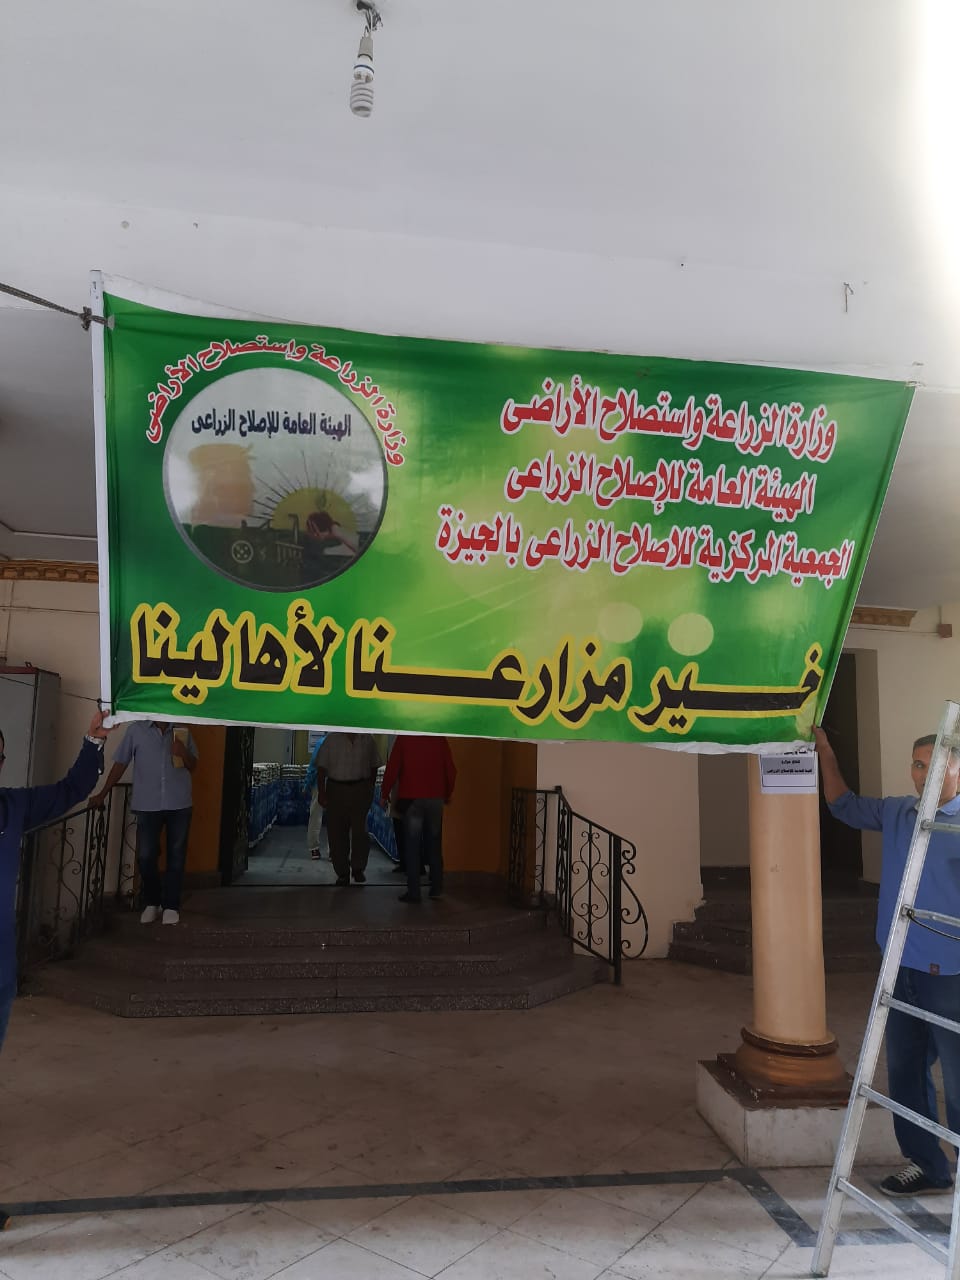 وزارة الزراعة واستصلاح الأراضى
الهيئة العامة للإصلاح الزراعى
الجمعية المركزية للاصلاح الزراعى بالجيزة
وزارة الزراعة وإستصلاح الأراضى
الهيئة العامة للإصلاح الزراعى
خير مزارعنا لأهالينا